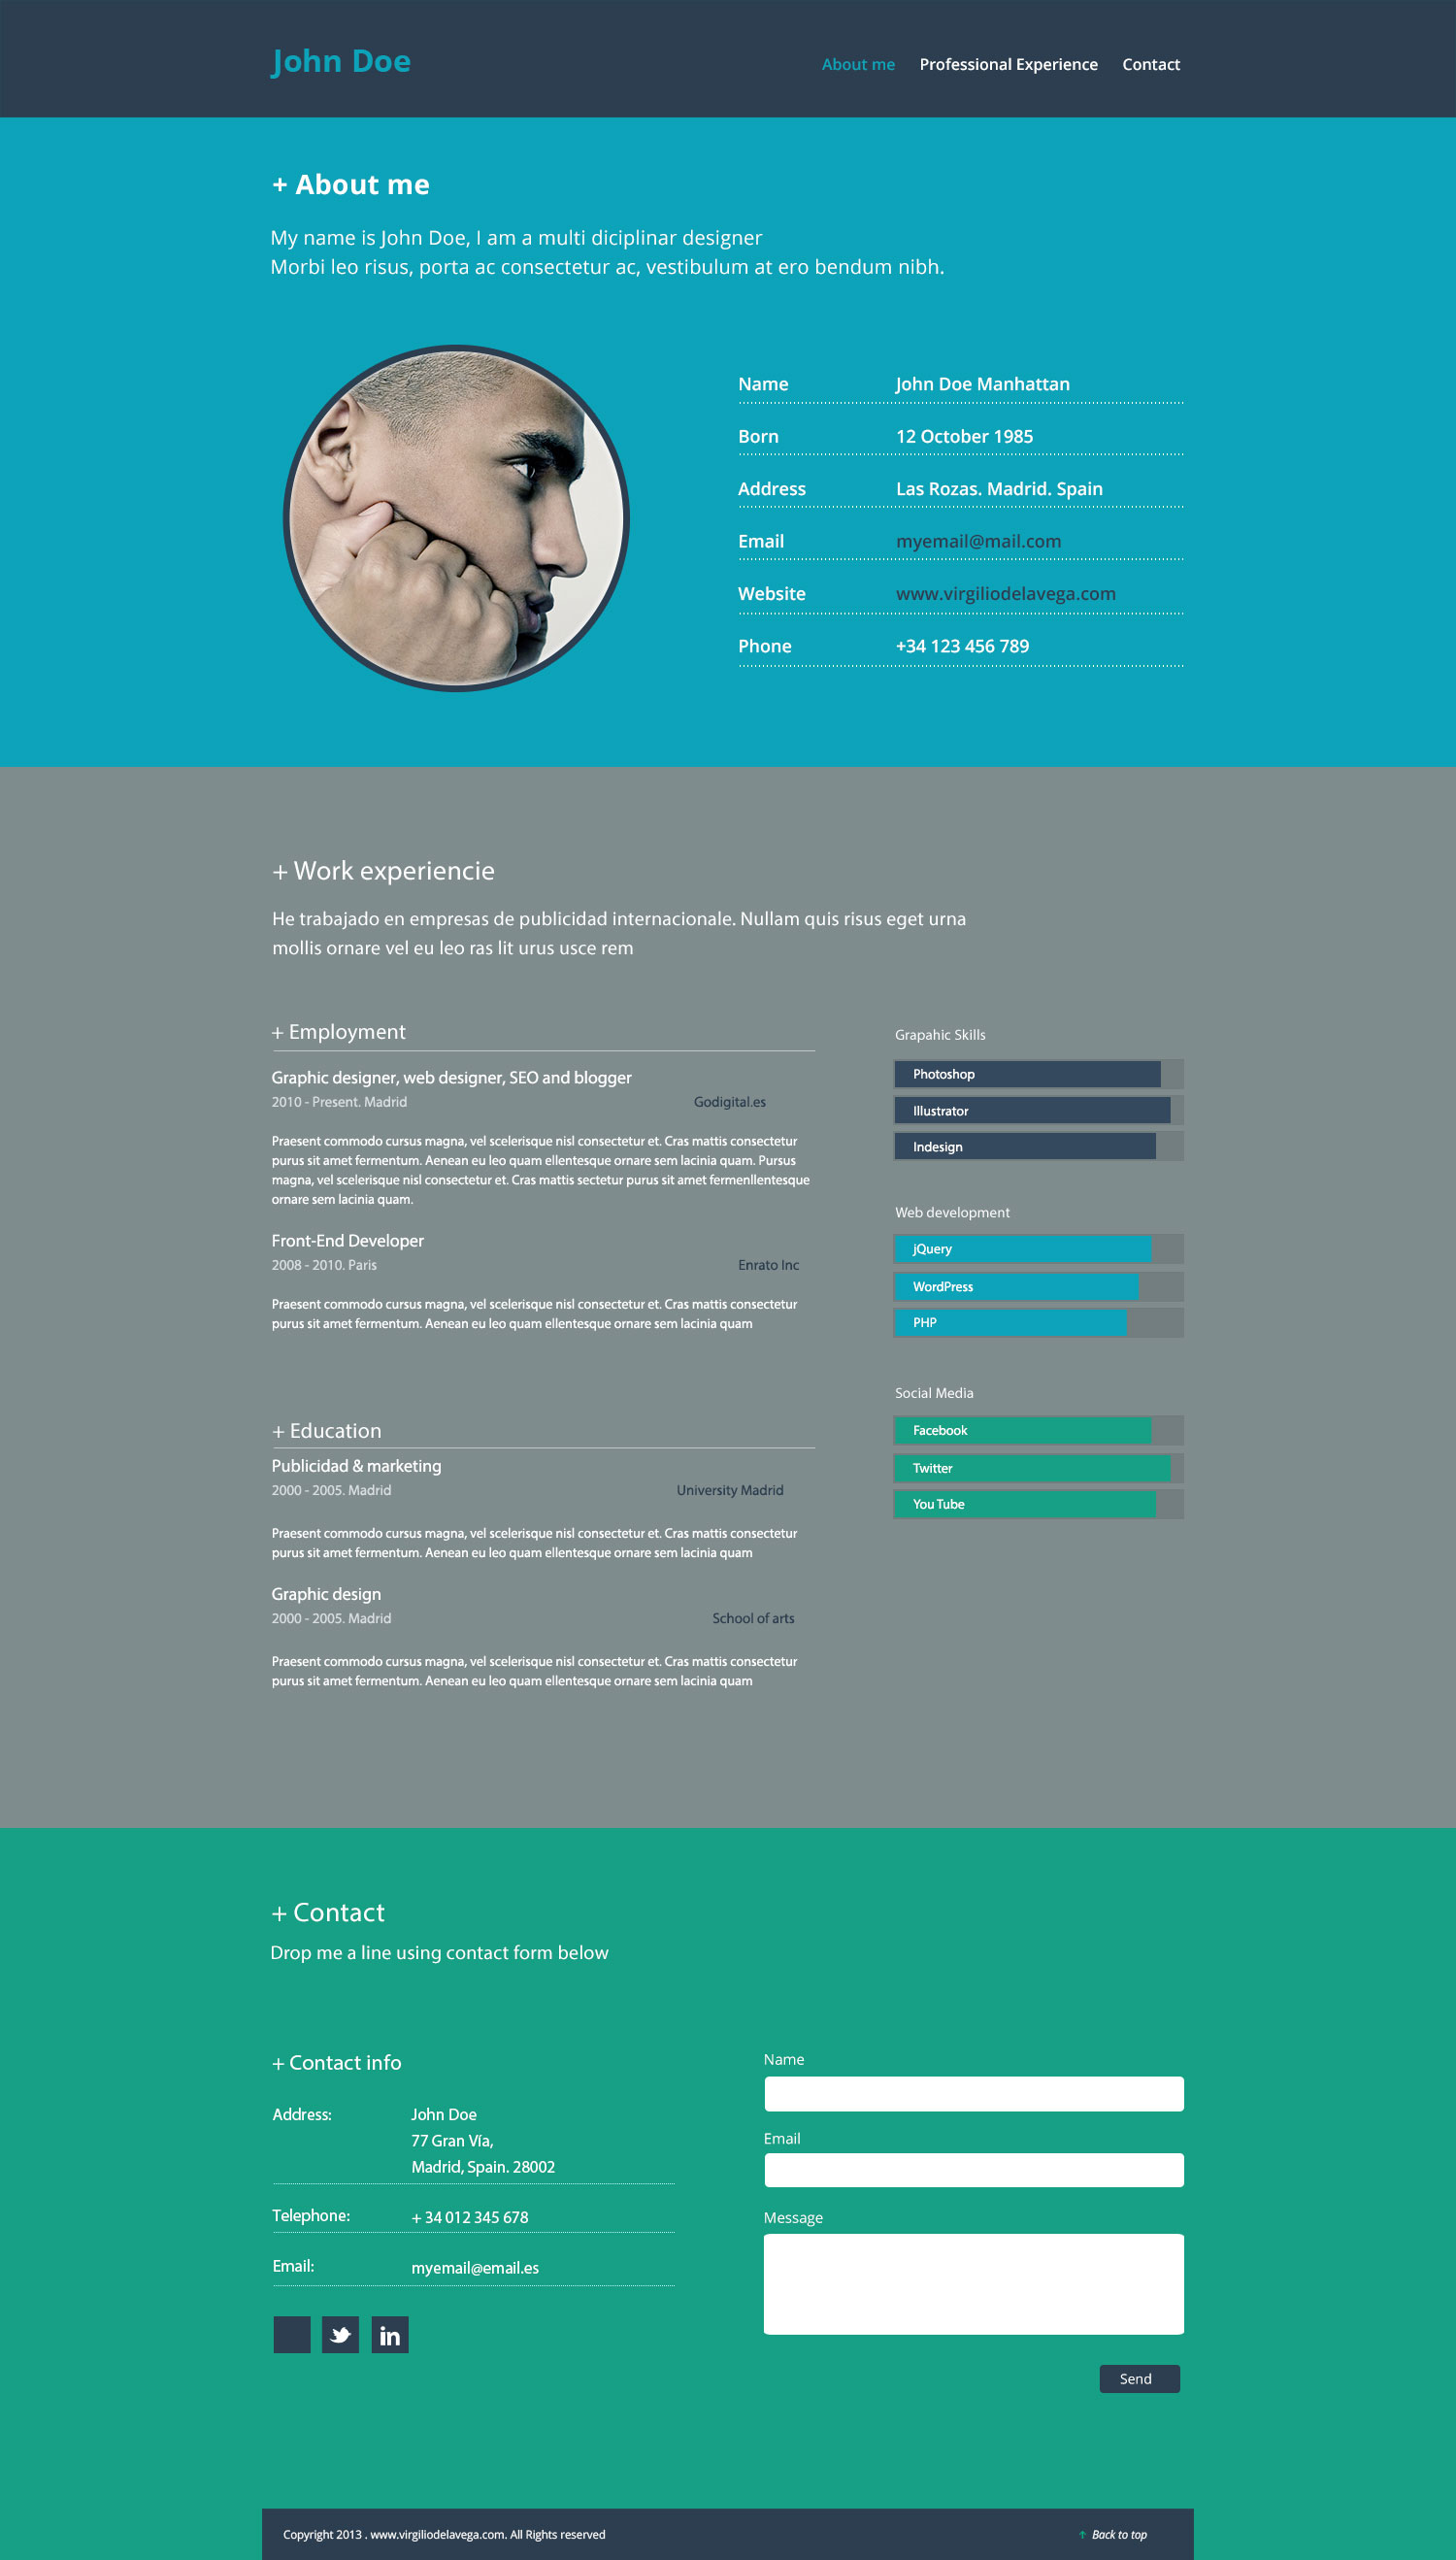 John Doe
About me Professional Experience Contact
+ About me
My name is John Doe, I am a multi diciplinar designer
Morbi leo risus, porta ac consectetur ac, vestibulum at ero bendum nibh.
Name John Doe Manhattan
Born 12 October 1985
Address Las Rozas. Madrid. Spain
Email myemail@mail.com
Website www.virgiliodelavega.com
Phone +34 123 456 789
+ Work experiencie
He trabajado en empresas de publicidad internacionale. Nullam quis risus eget urna
mollis ornare vel eu leo ras lit urus usce rem
+ Employment
Graphic designer, web designer, SEO and blogger
2010 - Present. Madrid Godigital.es
Praesent commodo cursus magna, vel scelerisque nisl consectetur et. Cras mattis consectetur
purus sit amet fermentum. Aenean eu leo quam ellentesque ornare sem lacinia quam. Pursus
magna, vel scelerisque nisl consectetur et. Cras mattis sectetur purus sit amet fermenllentesque
ornare sem lacinia quam.
Front-End Developer
2008 - 2010. Paris Enrato Inc
Praesent commodo cursus magna, vel scelerisque nisl consectetur et. Cras mattis consectetur
purus sit amet fermentum. Aenean eu leo quam ellentesque ornare sem lacinia quam
+ Education
Publicidad & marketing
2000 - 2005. Madrid University Madrid
Praesent commodo cursus magna, vel scelerisque nisl consectetur et. Cras mattis consectetur
purus sit amet fermentum. Aenean eu leo quam ellentesque ornare sem lacinia quam
Graphic design
2000 - 2005. Madrid School of arts
Praesent commodo cursus magna, vel scelerisque nisl consectetur et. Cras mattis consectetur
purus sit amet fermentum. Aenean eu leo quam ellentesque ornare sem lacinia quam
Grapahic Skills
Photoshop
Illustrator
Indesign
Web development
jQuery
WordPress
PHP
Social Media
Facebook
Twitter
You Tube
+ Contact
Drop me a line using contact form below
+ Contact info
Address: John Doe
77 Gran Vía,
Madrid, Spain. 28002
Telephone: + 34 012 345 678
Email: myemail@email.es
in
Name
Email
Message
Send
Copyright 2013 . www.virgiliodelavega.com. All Rights reserved
↑ Back to top